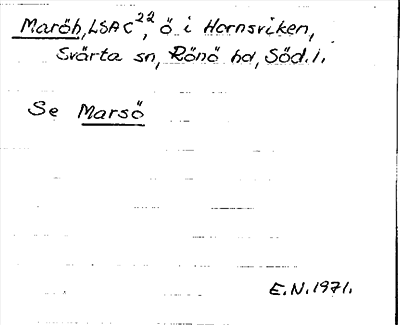 Maröh, LSAC²², ö i Hornsviken,
Svärta sn, Rönö hd, Söd. l.
Se Marsö
E.N. 1971.